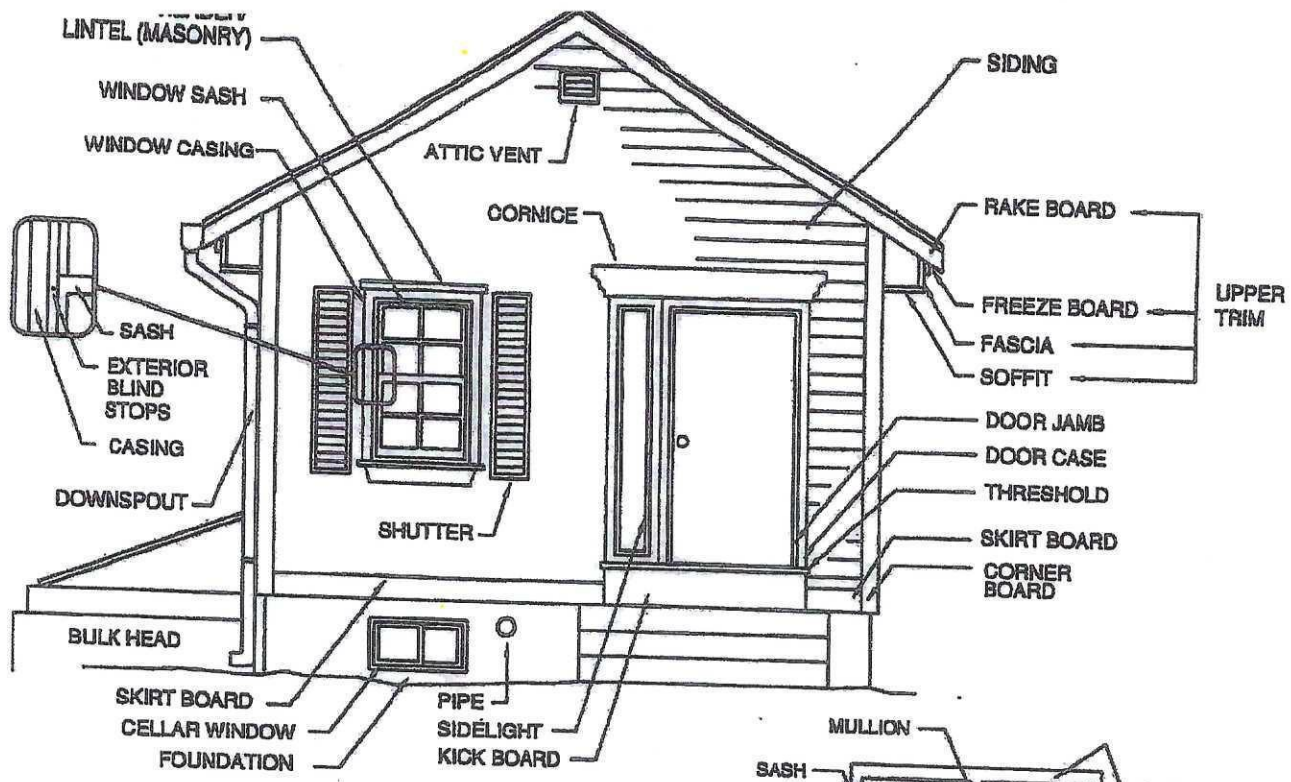 LINTEL (MASONRY)
WINDOW SASH
WINDOW CASING
ATTIC VENT
CORNICE
SIDING
RAKE BOARD
FREEZE BOARD
FASCIA
SOFFIT
UPPER
TRIM
SASH
EXTERIOR
BLIND
STOPS
CASING
DOWNSPOUT
SHUTTER
DOOR JAMB
DOOR CASE
THRESHOLD
SKIRT BOARD
CORNER
BOARD
BULK HEAD
SKIRT BOARD
CELLAR WINDOW
FOUNDATION
PIPE
SIDELIGHT
KICK BOARD
MULLION
SASH